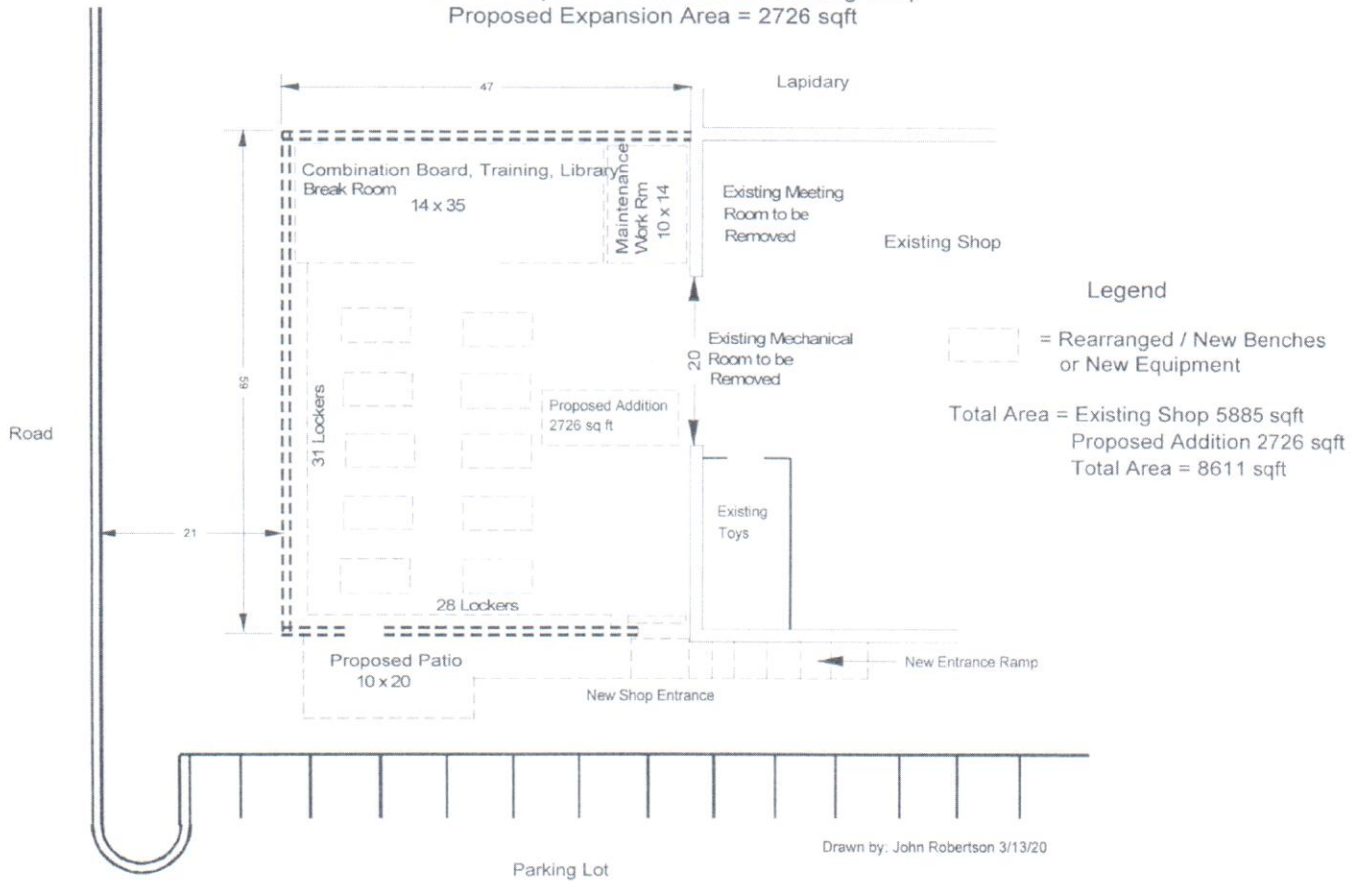 Proposed Expansion Area = 2726 sqft
Lapidary
47
Combination Board, Training, Library
Break Room
14 x 35
Maintenance
Work Rm
10 x 14
Existing Meeting
Room to be
Removed
Existing Shop
Legend
= Rearranged / New Benches
or New Equipment
Existing Mechanical
Room to be
Removed
20
59
31 Lockers
Proposed Addition
2726 sq ft
Total Area = Existing Shop 5885 sqft
Proposed Addition 2726 sqft
Total Area = 8611 sqft
Road
21
Existing
Toys
28 Lockers
Proposed Patio
10 x 20
New Entrance Ramp
New Shop Entrance
Drawn by: John Robertson 3/13/20
Parking Lot